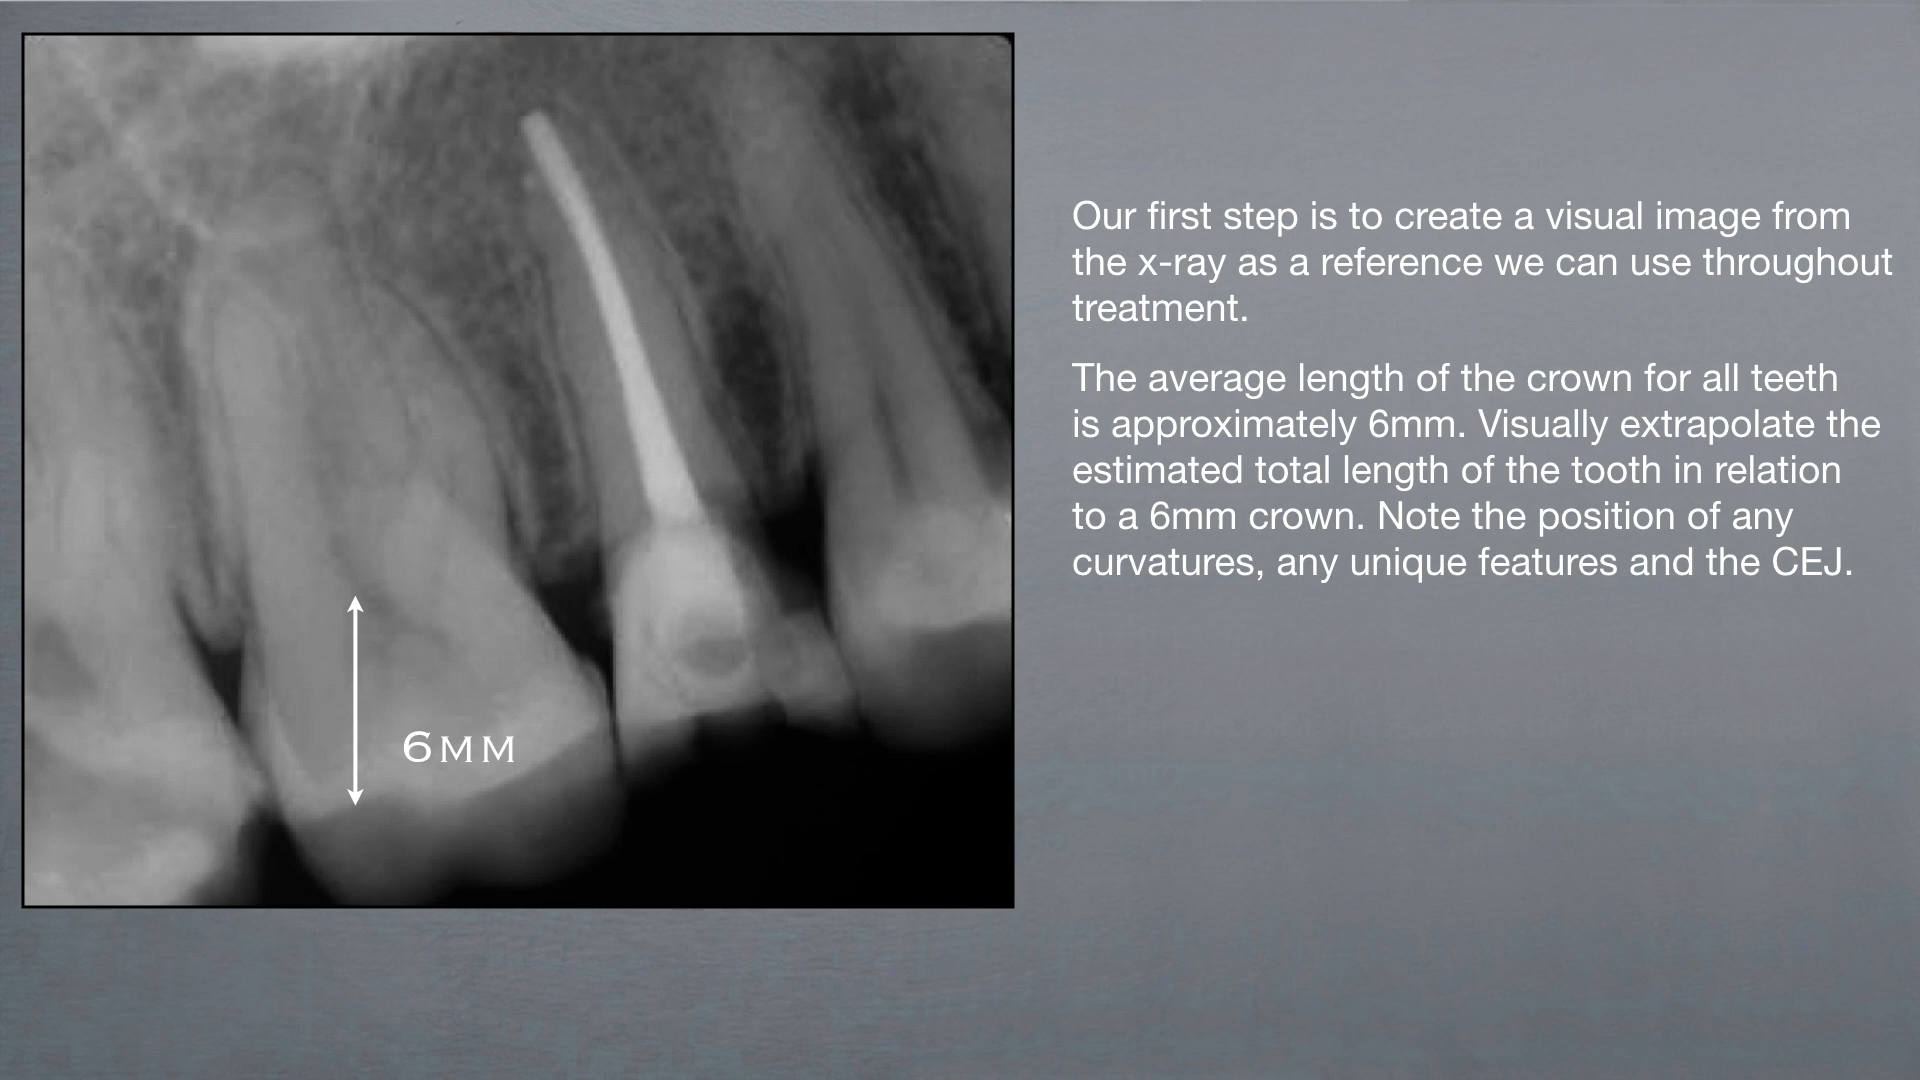 Our first step is to create a visual image from
the x-ray as a reference we can use throughout
treatment.
The average length of the crown for all teeth
is approximately 6mm. Visually extrapolate the
estimated total length of the tooth in relation
to a 6mm crown. Note the position of any
curvatures, any unique features and the CEJ.
6MM